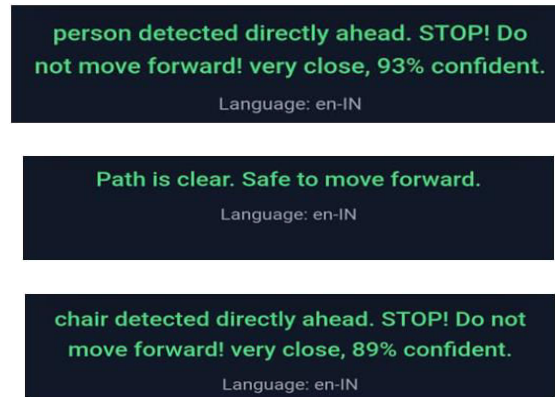 person detected directly ahead. STOP! Do
not move forward! very close, 93% confident.
Language: en-IN
Path is clear. Safe to move forward.
Language: en-IN
chair detected directly ahead. STOP! Do not
move forward! very close, 89% confident.
Language: en-IN